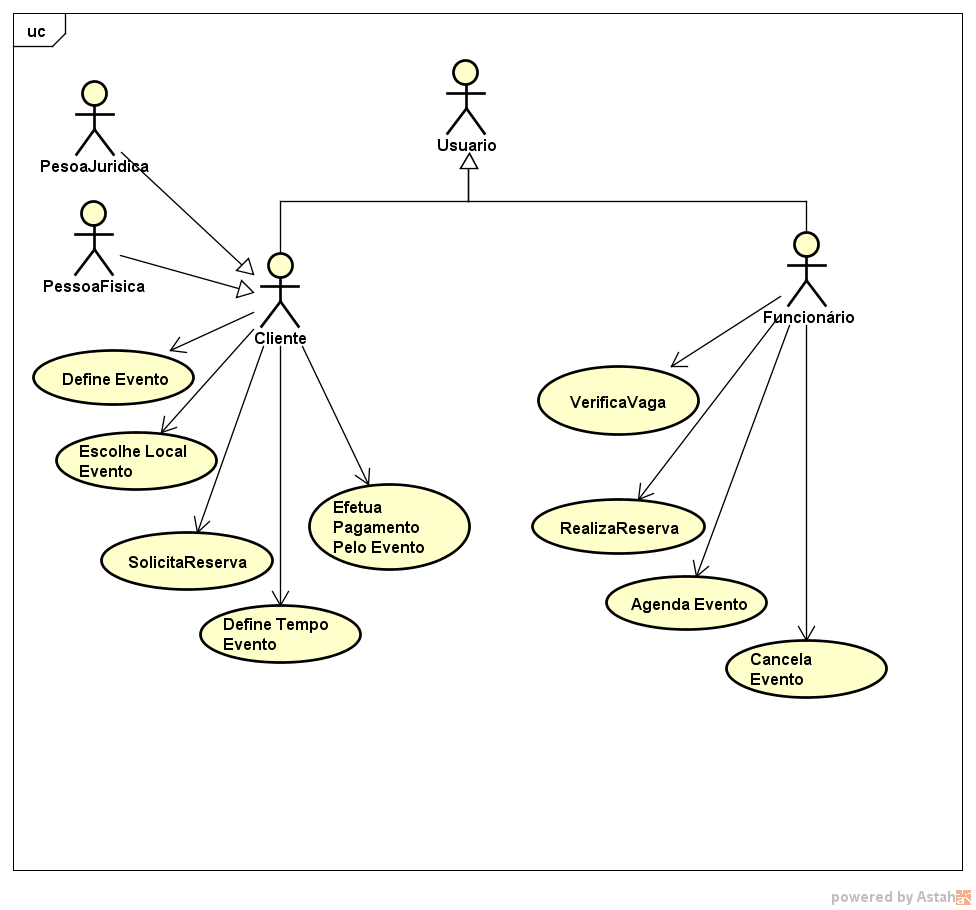 uc
Usuario
PesoaJuridica
PessoaFisica
Cliente
Funcionário
Define Evento
VerificaVaga
Escolhe Local
Evento
Efetua
Pagamento
Pelo Evento
RealizaReserva
SolicitaReserva
Agenda Evento
Define Tempo
Evento
Cancela
Evento
powered by Astah